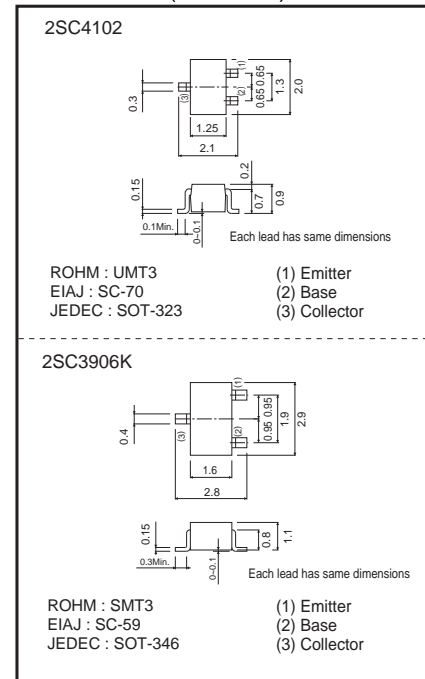 2SC4102
(1)
(2)
(3)
0.3
0.65
0.65
1.3
2.0
1.25
2.1
0.15
0.1Min.
0~0.1
0.2
0.7
0.9
Each lead has same dimensions
ROHM : UMT3
EIAJ : SC-70
JEDEC : SOT-323
(1) Emitter
(2) Base
(3) Collector
2SC3906K
(1)
(2)
(3)
0.4
0.95
0.95
1.9
2.9
1.6
2.8
0.15
0.3Min.
0~0.1
0.8
1.1
Each lead has same dimensions
ROHM : SMT3
EIAJ : SC-59
JEDEC : SOT-346
(1) Emitter
(2) Base
(3) Collector